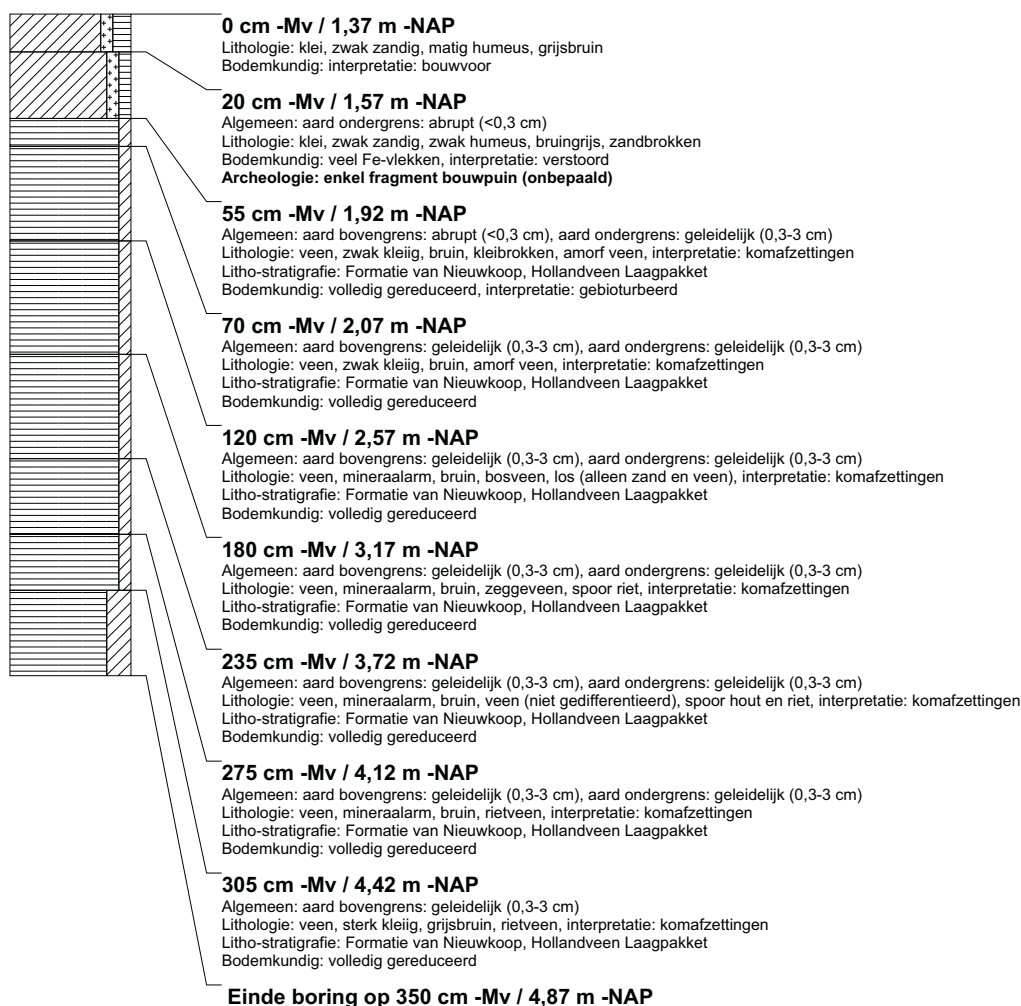 0 cm -Mv / 1,37 m -NAP
Lithologie: klei, zwak zandig, matig humeus, grijsbruin
Bodemkundig: interpretatie: bouwvoor
20 cm -Mv / 1,57 m -NAP
Algemeen: aard ondergrens: abrupt (<0,3 cm)
Lithologie: klei, zwak zandig, zwak humeus, bruingrijs, zandbrokken
Bodemkundig: veel Fe-vlekken, interpretatie: verstoord
Archeologie: enkel fragment bouwpuin (onbepaald)
55 cm -Mv / 1,92 m -NAP
Algemeen: aard bovengrens: abrupt (<0,3 cm), aard ondergrens: geleidelijk (0,3-3 cm)
Lithologie: veen, zwak kleiig, bruin, kleibrokken, amorf veen, interpretatie: komafzettingen
Litho-stratigrafie: Formatie van Nieuwkoop, Hollandveen Laagpakket
Bodemkundig: volledig gereduceerd, interpretatie: gebioturbeerd
70 cm -Mv / 2,07 m -NAP
Algemeen: aard bovengrens: geleidelijk (0,3-3 cm), aard ondergrens: geleidelijk (0,3-3 cm)
Lithologie: veen, zwak kleiig, bruin, amorf veen, interpretatie: komafzettingen
Litho-stratigrafie: Formatie van Nieuwkoop, Hollandveen Laagpakket
Bodemkundig: volledig gereduceerd
120 cm -Mv / 2,57 m -NAP
Algemeen: aard bovengrens: geleidelijk (0,3-3 cm), aard ondergrens: geleidelijk (0,3-3 cm)
Lithologie: veen, mineraalarm, bruin, bosveen, los (alleen zand en veen), interpretatie: komafzettingen
Litho-stratigrafie: Formatie van Nieuwkoop, Hollandveen Laagpakket
Bodemkundig: volledig gereduceerd
180 cm -Mv / 3,17 m -NAP
Algemeen: aard bovengrens: geleidelijk (0,3-3 cm), aard ondergrens: geleidelijk (0,3-3 cm)
Lithologie: veen, mineraalarm, bruin, zeggeveen, spoor riet, interpretatie: komafzettingen
Litho-stratigrafie: Formatie van Nieuwkoop, Hollandveen Laagpakket
Bodemkundig: volledig gereduceerd
235 cm -Mv / 3,72 m -NAP
Algemeen: aard bovengrens: geleidelijk (0,3-3 cm), aard ondergrens: geleidelijk (0,3-3 cm)
Lithologie: veen, mineraalarm, bruin, veen (niet gedifferentieerd), spoor hout en riet, interpretatie: komafzettingen
Litho-stratigrafie: Formatie van Nieuwkoop, Hollandveen Laagpakket
Bodemkundig: volledig gereduceerd
275 cm -Mv / 4,12 m -NAP
Algemeen: aard bovengrens: geleidelijk (0,3-3 cm), aard ondergrens: geleidelijk (0,3-3 cm)
Lithologie: veen, mineraalarm, bruin, rietveen, interpretatie: komafzettingen
Litho-stratigrafie: Formatie van Nieuwkoop, Hollandveen Laagpakket
Bodemkundig: volledig gereduceerd
305 cm -Mv / 4,42 m -NAP
Algemeen: aard bovengrens: geleidelijk (0,3-3 cm)
Lithologie: veen, sterk kleiig, grijsbruin, rietveen, interpretatie: komafzettingen
Litho-stratigrafie: Formatie van Nieuwkoop, Hollandveen Laagpakket
Bodemkundig: volledig gereduceerd
Einde boring op 350 cm -Mv / 4,87 m -NAP